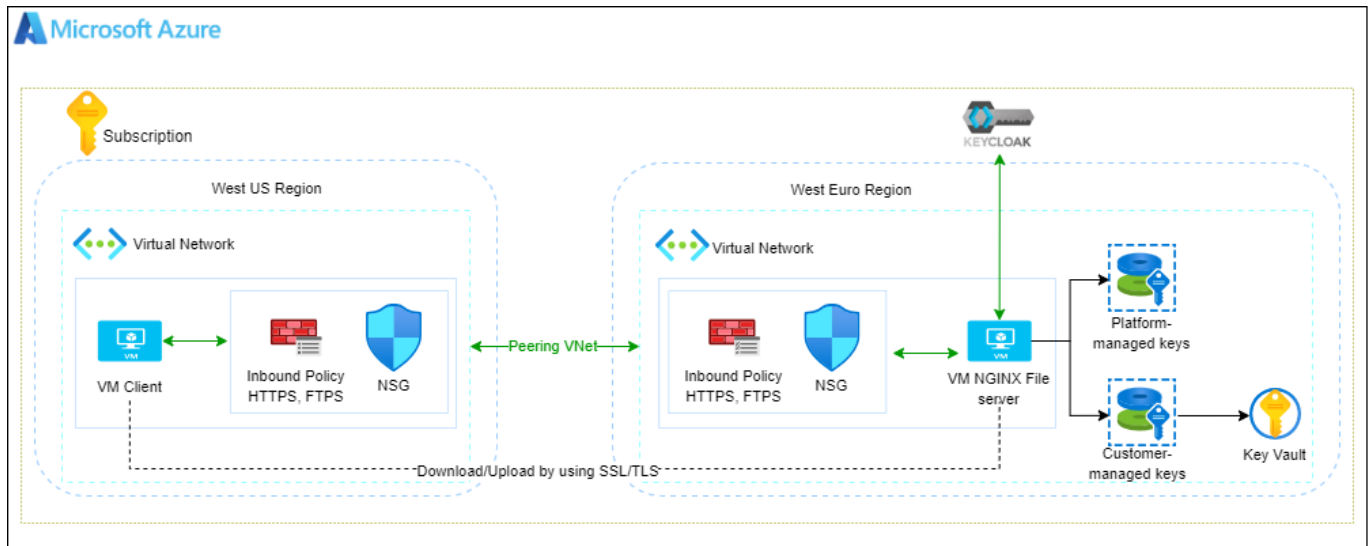 Microsoft Azure
Subscription
KEYCLOAK
West US Region
West Euro Region
Virtual Network
Virtual Network
VM
VM Client
Inbound Policy
HTTPS, FTPS
NSG
Peering VNet
Inbound Policy
HTTPS, FTPS
NSG
VM
VM NGINX File
server
Platform-
managed keys
Customer-
managed keys
Key Vault
Download/Upload by using SSL/TLS